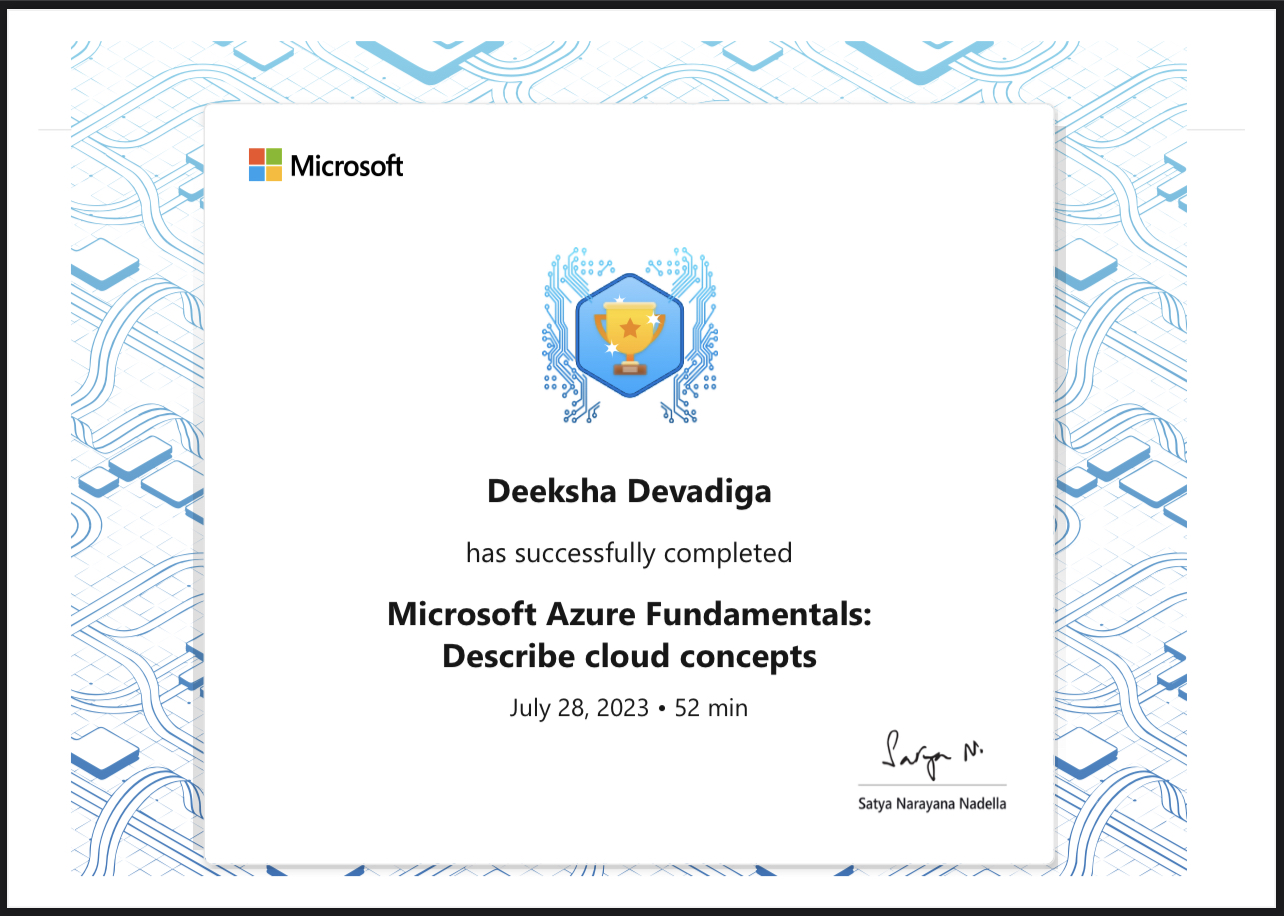 Microsoft
Deeksha Devadiga
has successfully completed
Microsoft Azure Fundamentals:
Describe cloud concepts
July 28, 2023 • 52 min
Satya N.
Satya Narayana Nadella